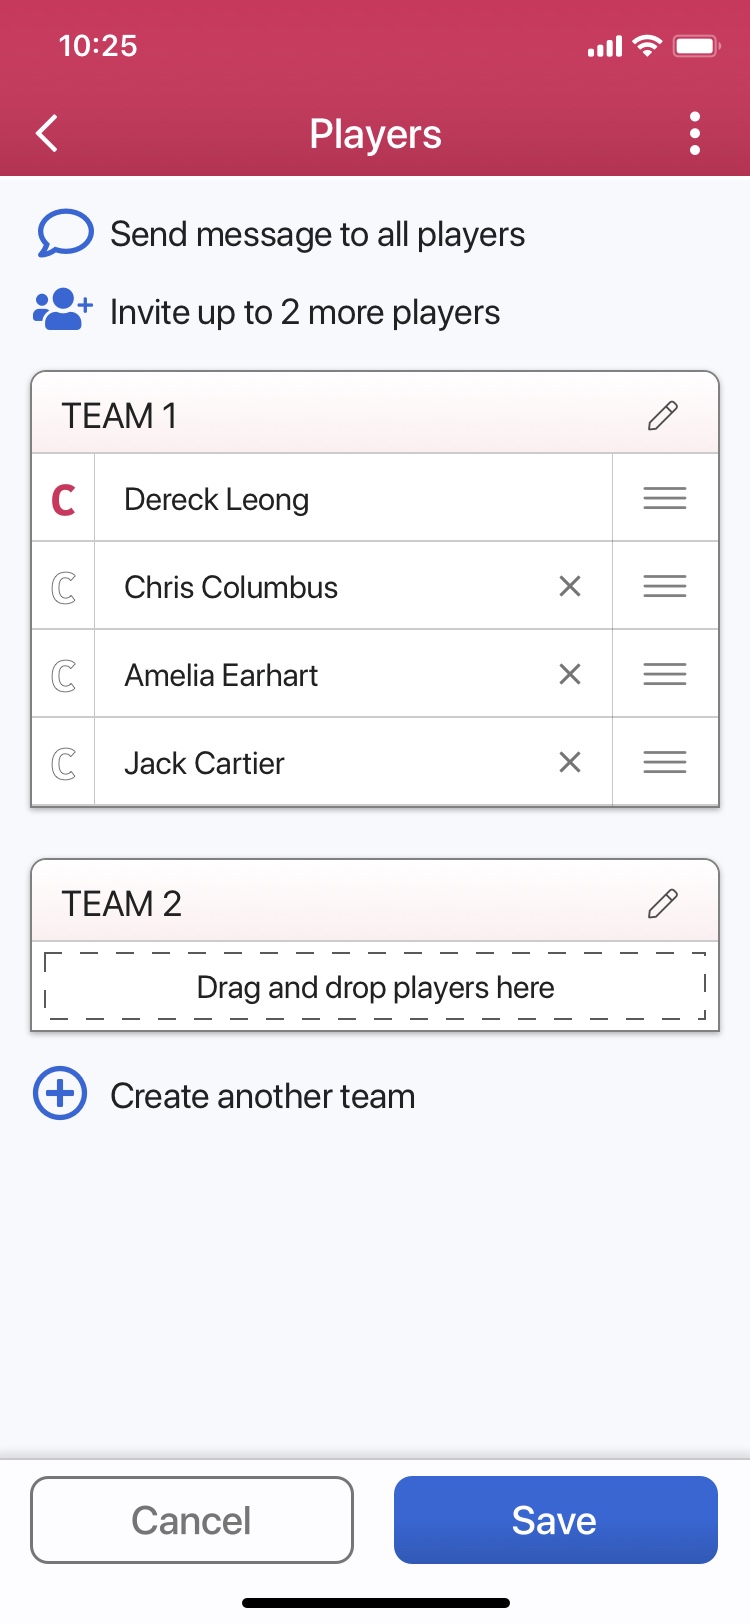 10:25
Players
Send message to all players
Invite up to 2 more players
TEAM 1
C Dereck Leong
C Chris Columbus
C Amelia Earhart
C Jack Cartier
TEAM 2
Drag and drop players here
Create another team
Cancel Save